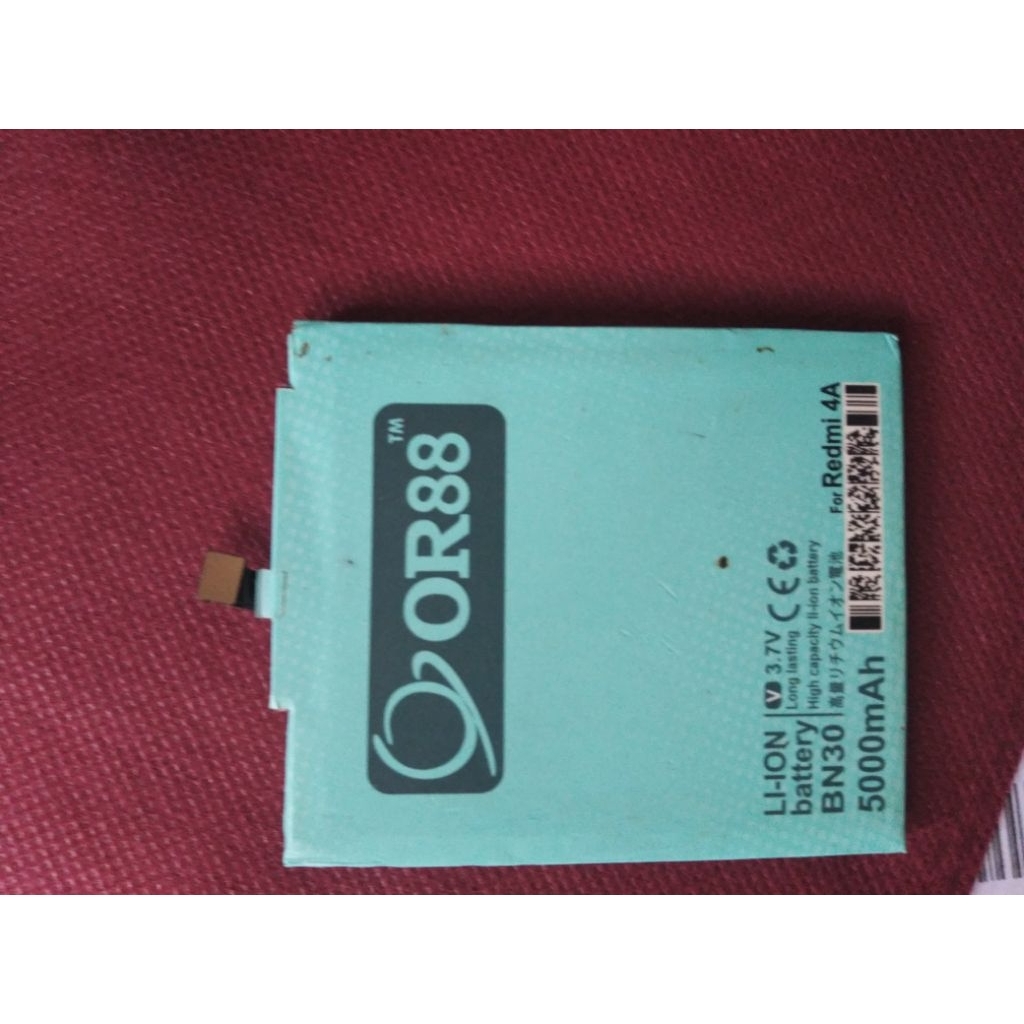 OR88™
LI-ION
battery
BN30
5000mAh
V 3.7V
Long lasting
High capacity li-ion battery
高量リチウムイオン電池
For Redmi 4A